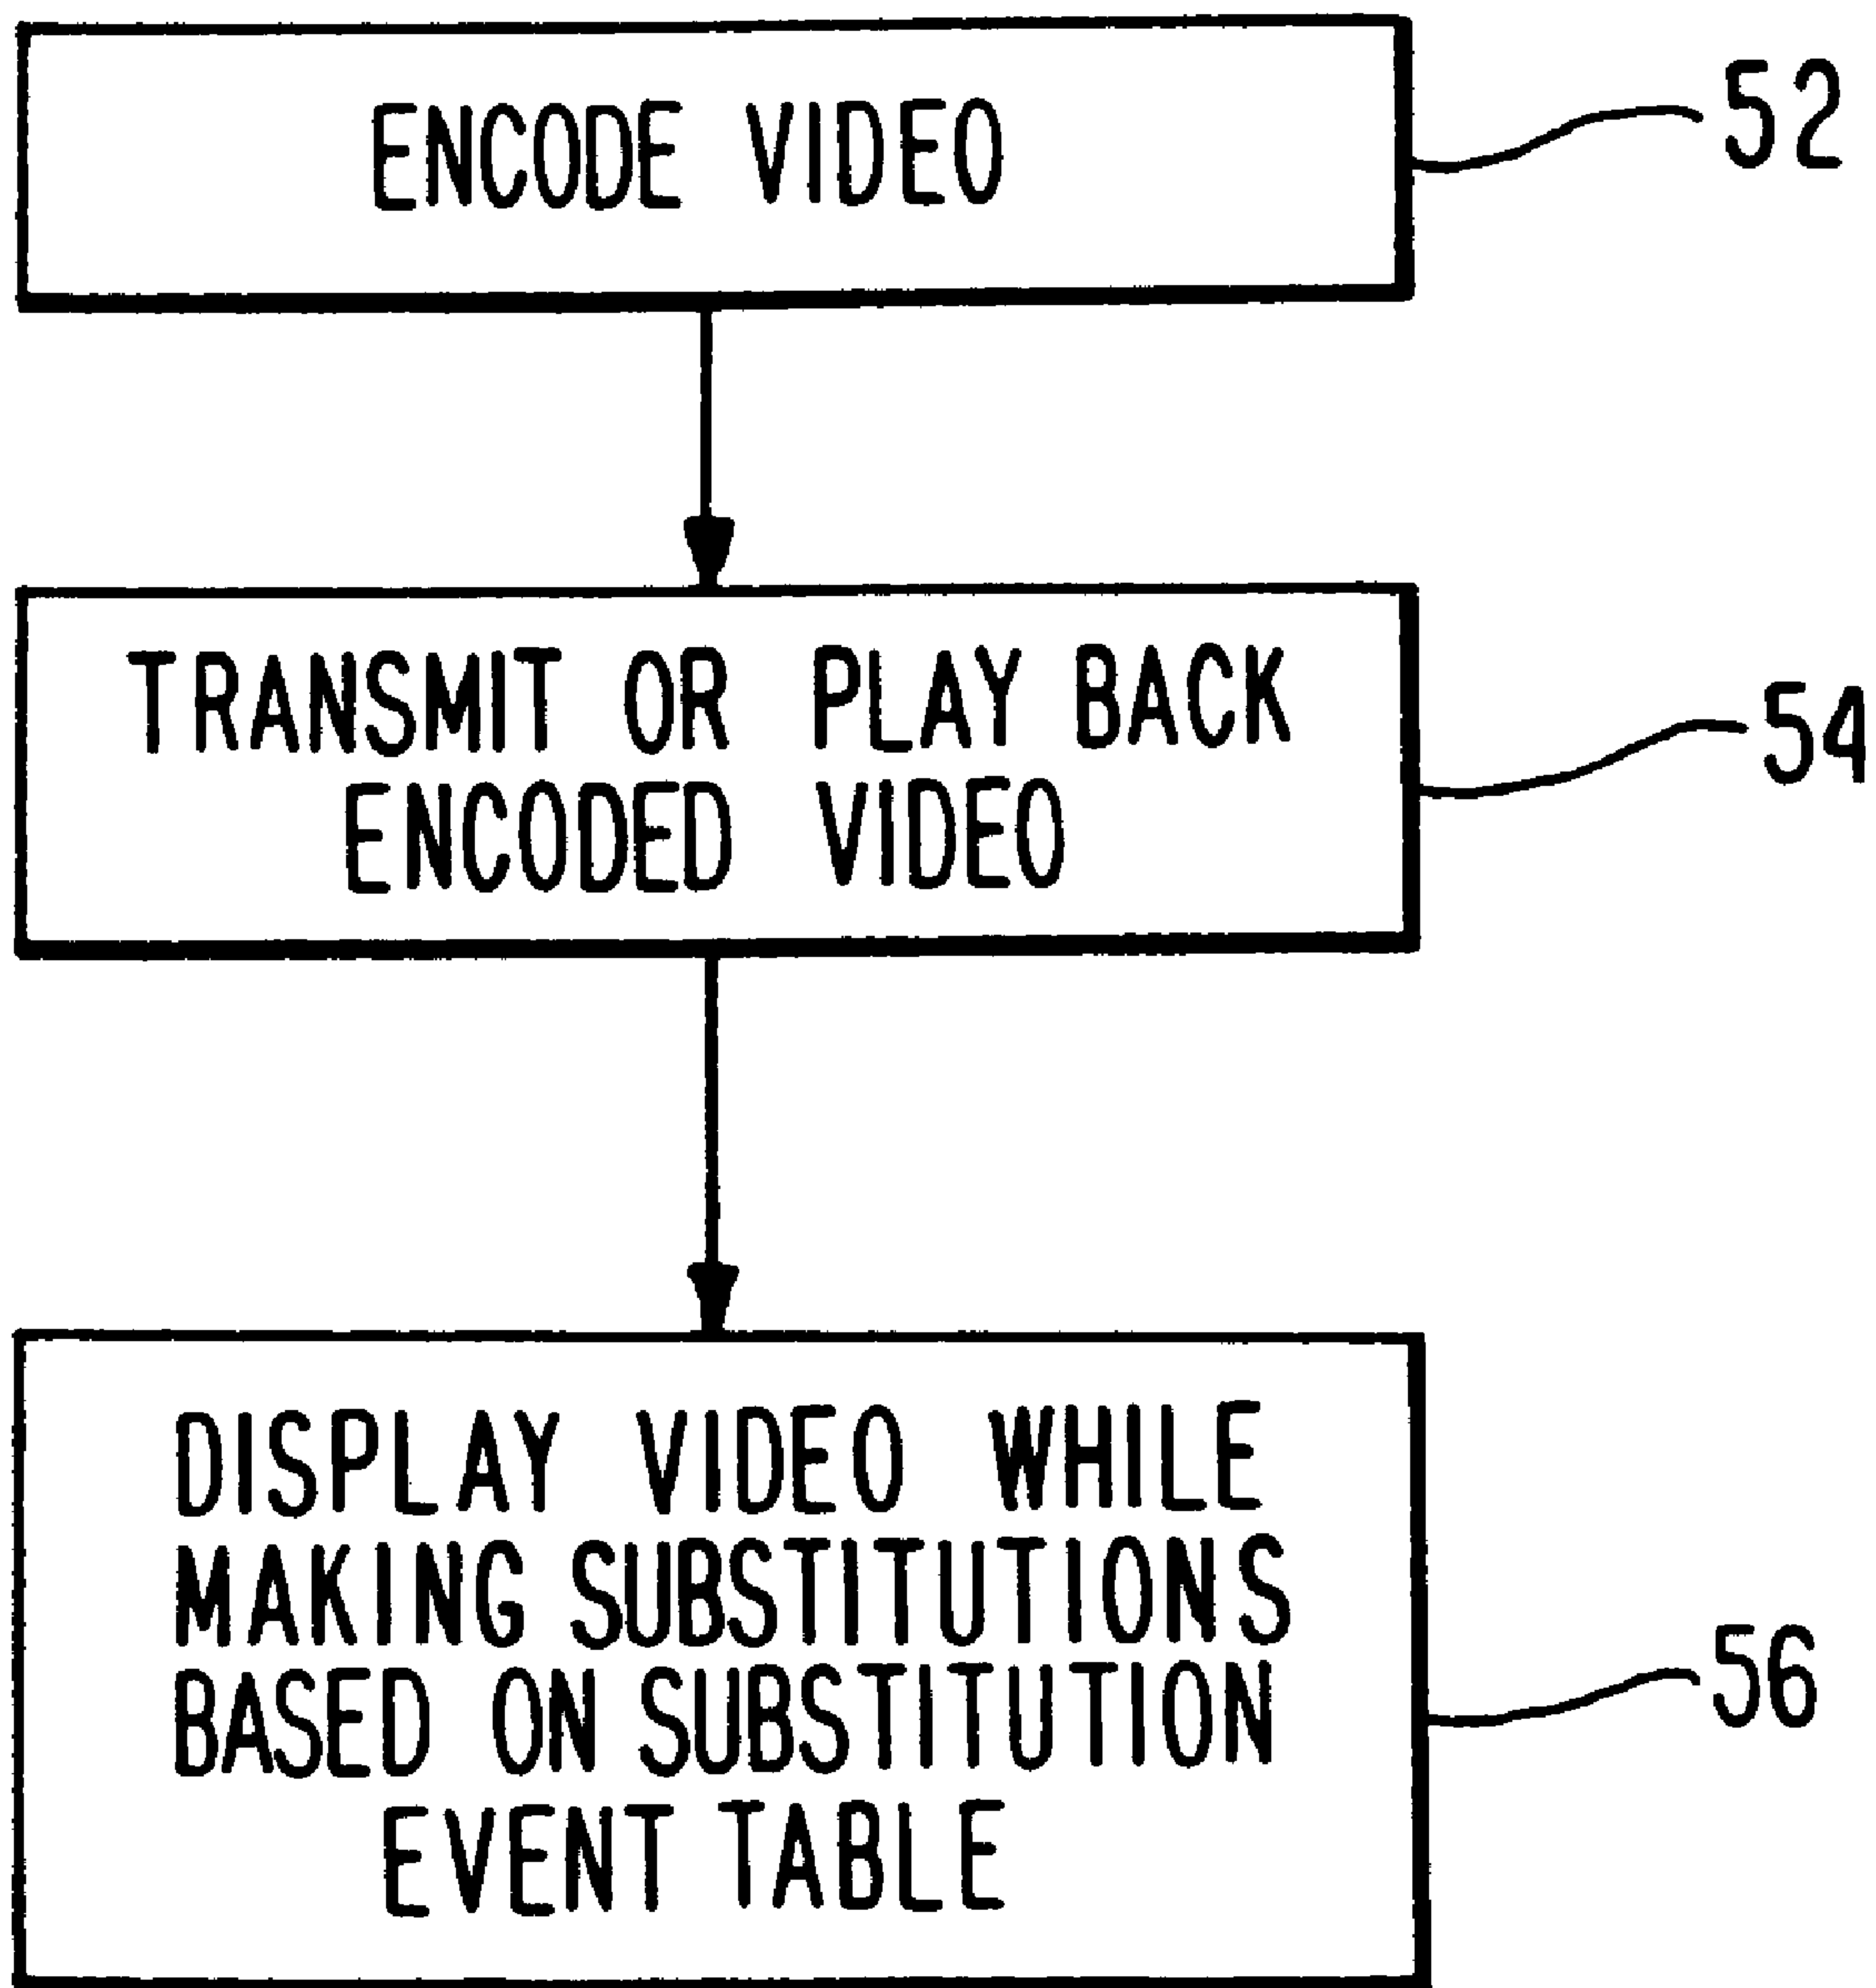 ENCODE VIDEO
52
TRANSMIT OR PLAY BACK
ENCODED VIDEO
54
DISPLAY VIDEO WHILE
MAKING SUBSTITUTIONS
BASED ON SUBSTITUTION
EVENT TABLE
56